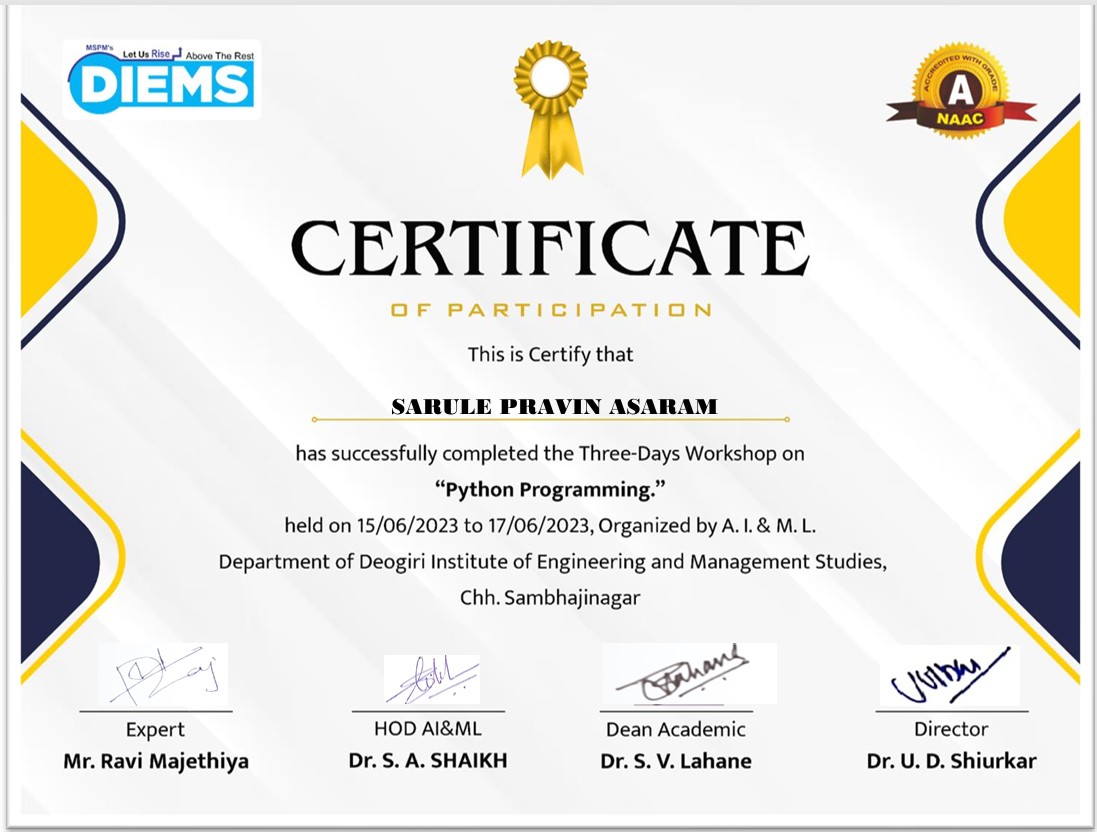 MSPM's
Let Us Rise Above The Rest
DIEMS
ACCREDITED WITH GRADE
A
NAAC
CERTIFICATE
OF PARTICIPATION
This is Certify that
SARULE PRAVIN ASARAM
has successfully completed the Three-Days Workshop on
“Python Programming.”
held on 15/06/2023 to 17/06/2023, Organized by A. I. & M. L.
Department of Deogiri Institute of Engineering and Management Studies,
Chh. Sambhajinagar
Expert
Mr. Ravi Majethiya
HOD AI&ML
Dr. S. A. SHAIKH
Dean Academic
Dr. S. V. Lahane
Director
Dr. U. D. Shiurkar